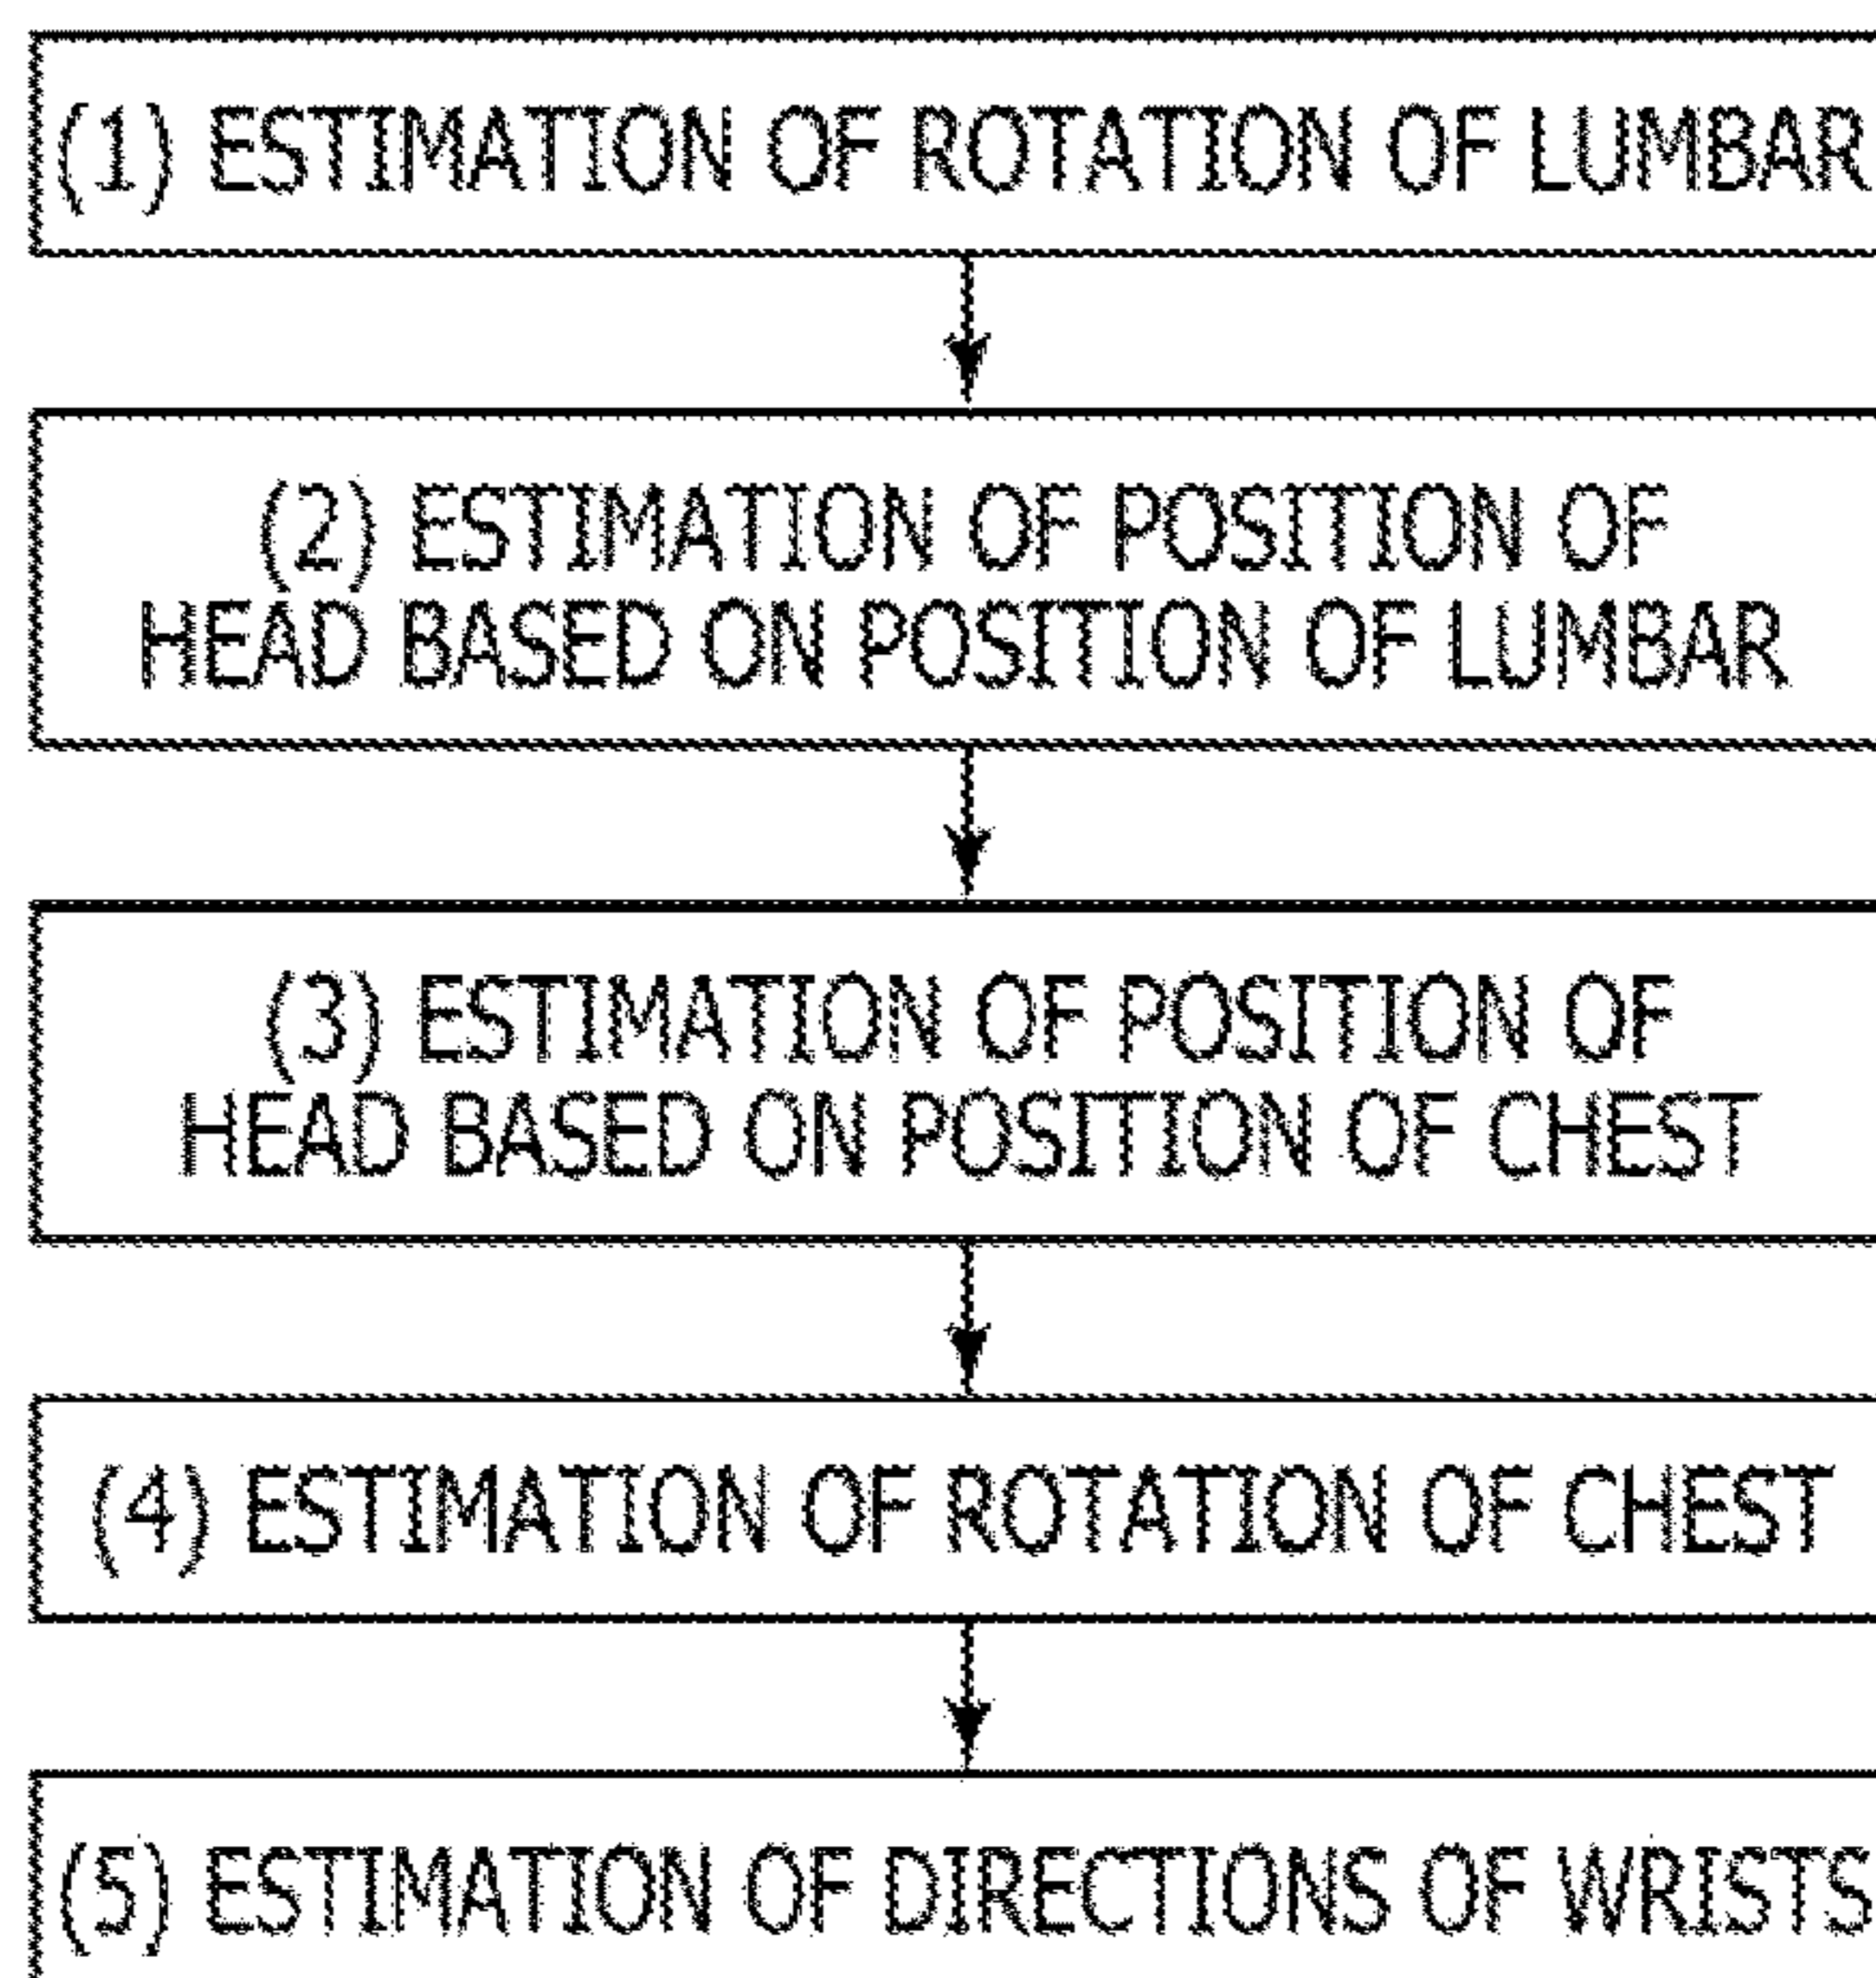 (1) ESTIMATION OF ROTATION OF LUMBAR
(2) ESTIMATION OF POSITION OF
HEAD BASED ON POSITION OF LUMBAR
(3) ESTIMATION OF POSITION OF
HEAD BASED ON POSITION OF CHEST
(4) ESTIMATION OF ROTATION OF CHEST
(5) ESTIMATION OF DIRECTIONS OF WRISTS